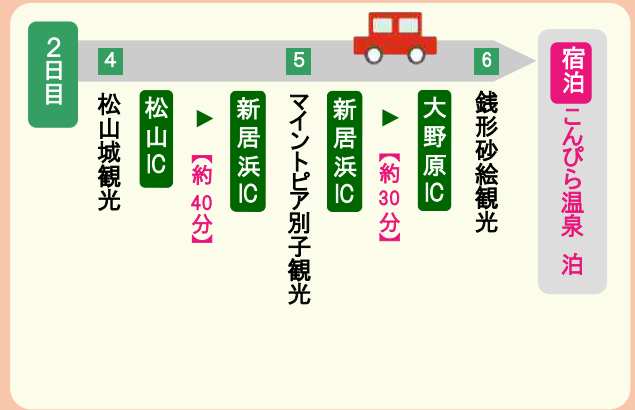 2日目
4
松山城観光
松山IC
▶
【約40分】
新居浜IC
5
マイントピア別子観光
新居浜IC
▶
【約30分】
大野原IC
6
銭形砂絵観光
宿泊
こんぴら温泉 泊